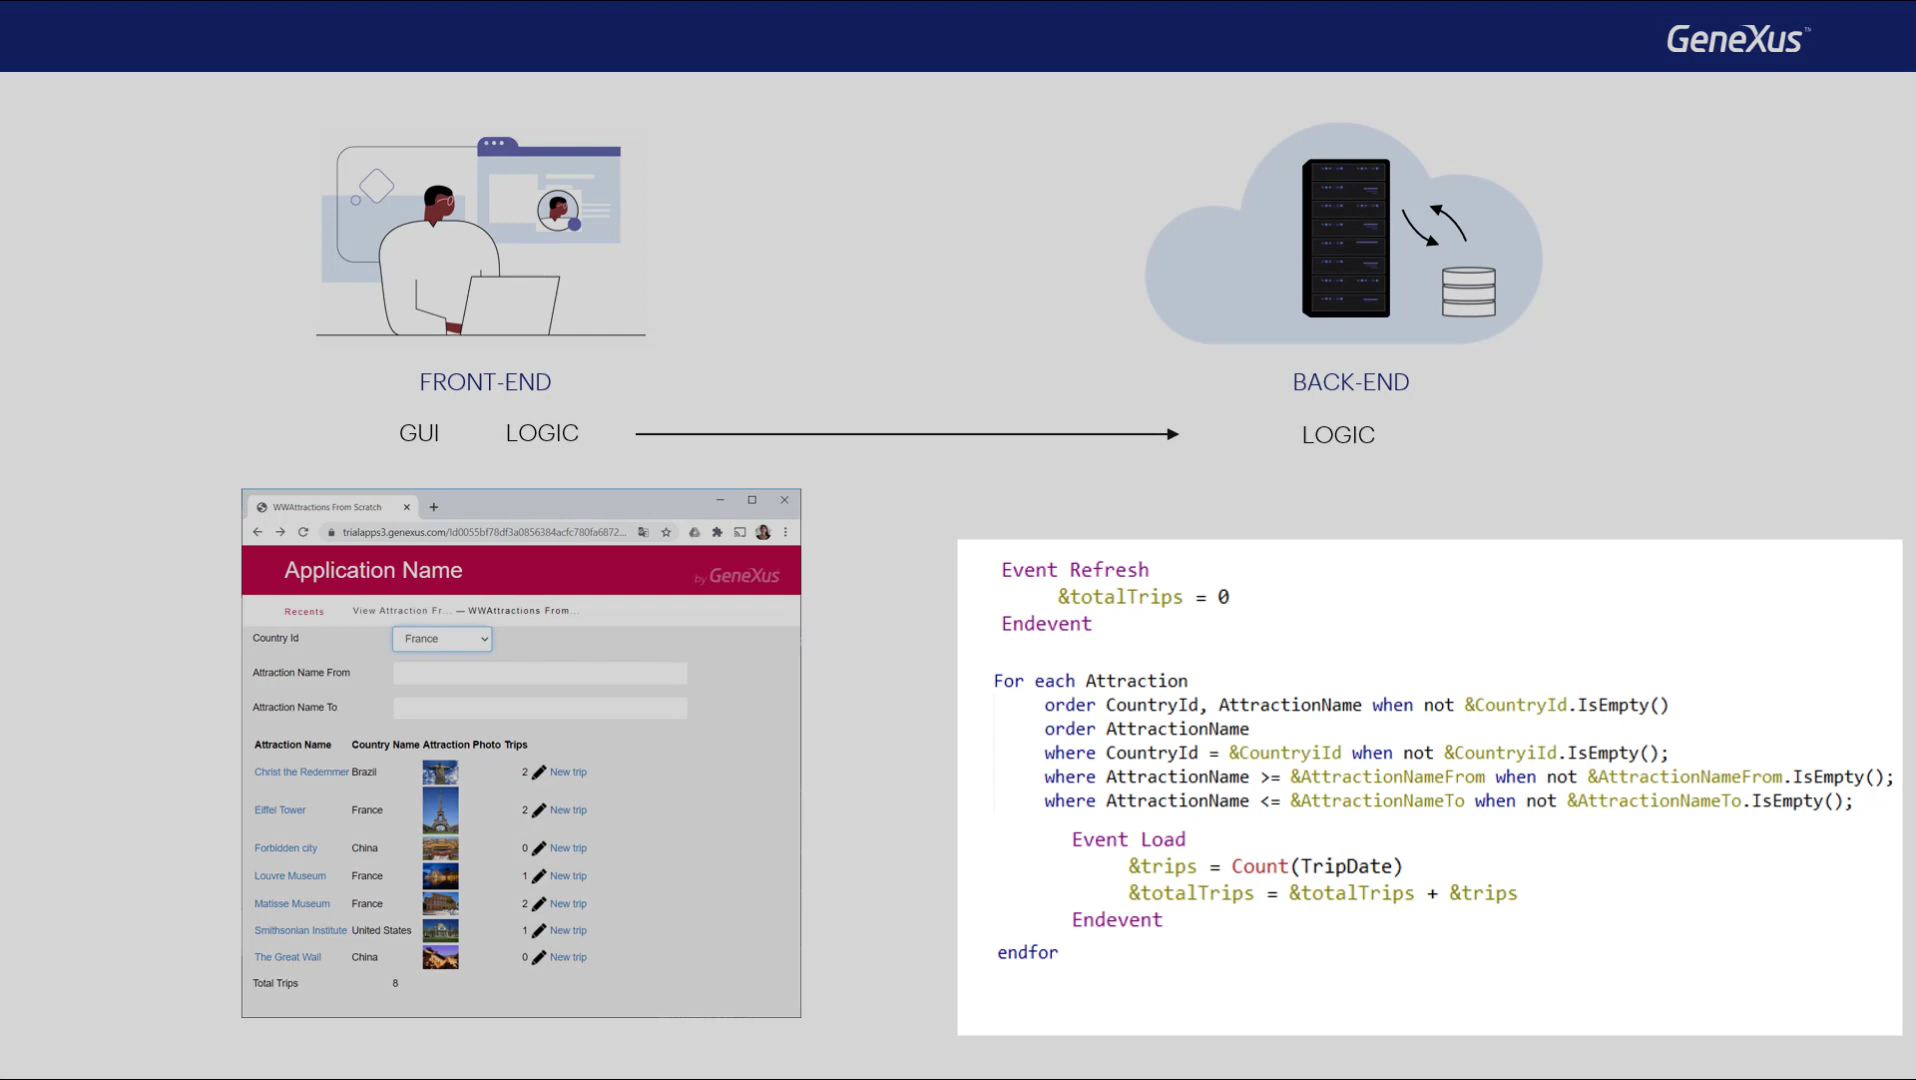 GeneXus™
FRONT-END
BACK-END
GUI
LOGIC
LOGIC
WWAttractions From Scratch
trialapps3.genexus.com/Id0055bf78df3a0856384acfc780fa6872...
Application Name
by GeneXus
Recents
View Attraction Fr... — WWAttractions From...
Country Id
France
Attraction Name From
Attraction Name To
Attraction Name Country Name Attraction Photo Trips
Christ the Redemmer Brazil 2 New trip
Eiffel Tower France 2 New trip
Forbidden city China 0 New trip
Louvre Museum France 1 New trip
Matisse Museum France 2 New trip
Smithsonian Institute United States 1 New trip
The Great Wall China 0 New trip
Total Trips 8
Event Refresh
&totalTrips = 0
Endevent
For each Attraction
order CountryId, AttractionName when not &CountryId.IsEmpty()
order AttractionName
where CountryId = &CountryiId when not &CountryiId.IsEmpty();
where AttractionName >= &AttractionNameFrom when not &AttractionNameFrom.IsEmpty();
where AttractionName <= &AttractionNameTo when not &AttractionNameTo.IsEmpty();
Event Load
&trips = Count(TripDate)
&totalTrips = &totalTrips + &trips
Endevent
endfor